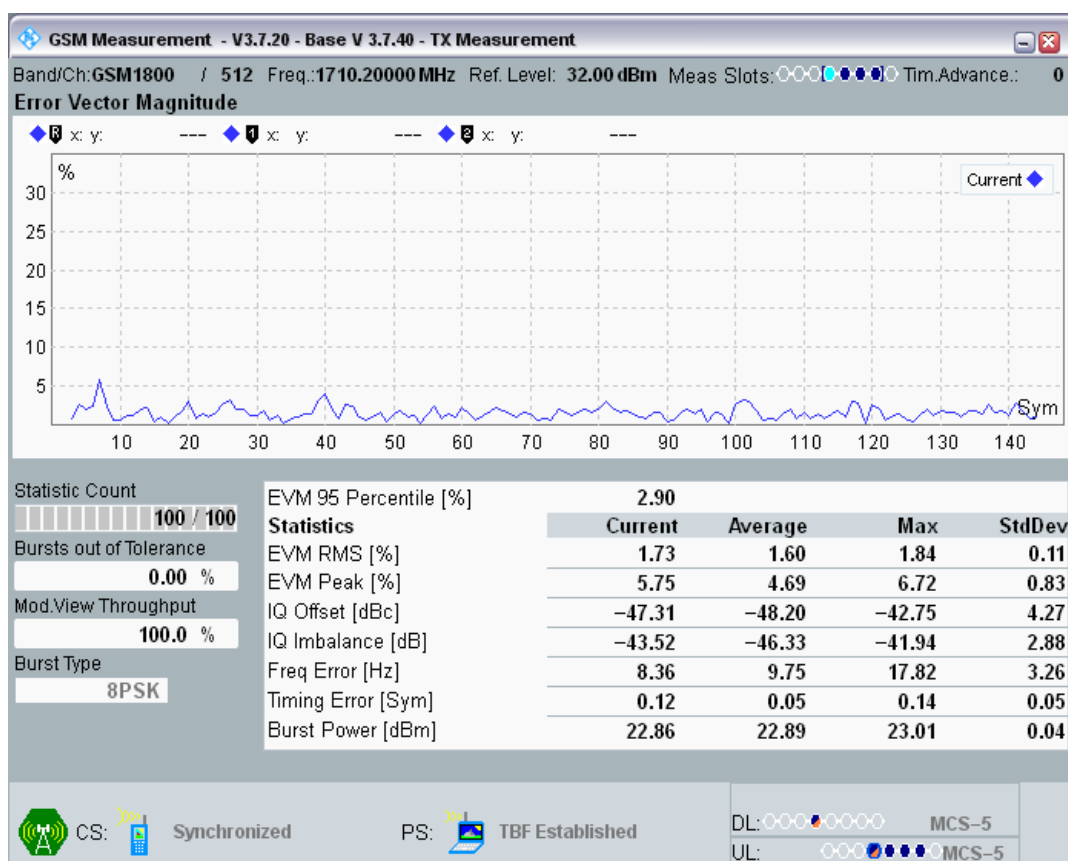 GSM Measurement - V3.7.20 - Base V 3.7.40 - TX Measurement
Band/Ch:GSM1800 / 512 Freq.:1710.20000 MHz Ref. Level: 32.00 dBm Meas Slots: Tim.Advance.: 0
Error Vector Magnitude
R x: y: --- 1 x: y: --- 2 x: y: ---
%
Current
30
25
20
15
10
5
Sym
10 20 30 40 50 60 70 80 90 100 110 120 130 140
Statistic Count
100 / 100
Bursts out of Tolerance
0.00 %
Mod.View Throughput
100.0 %
Burst Type
8PSK
EVM 95 Percentile [%] 2.90
Statistics Current Average Max StdDev
EVM RMS [%] 1.73 1.60 1.84 0.11
EVM Peak [%] 5.75 4.69 6.72 0.83
IQ Offset [dBc] −47.31 −48.20 −42.75 4.27
IQ Imbalance [dB] −43.52 −46.33 −41.94 2.88
Freq Error [Hz] 8.36 9.75 17.82 3.26
Timing Error [Sym] 0.12 0.05 0.14 0.05
Burst Power [dBm] 22.86 22.89 23.01 0.04
CS: Synchronized PS: TBF Established
DL: MCS−5
UL: MCS−5